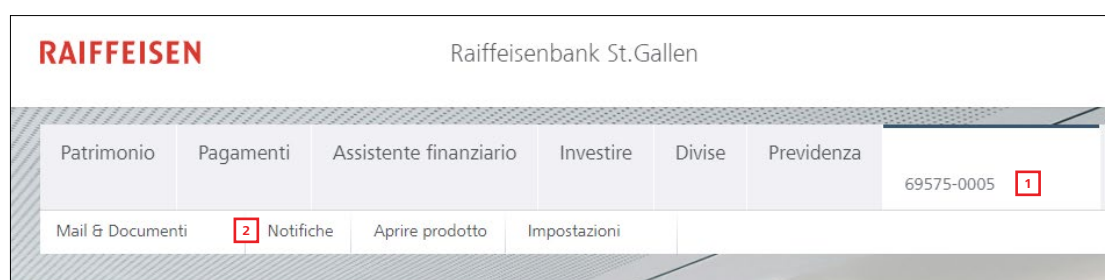 RAIFFEISEN Raiffeisenbank St.Gallen
Patrimonio Pagamenti Assistente finanziario Investire Divise Previdenza
69575-0005 1
Mail & Documenti 2 Notifiche Aprire prodotto Impostazioni